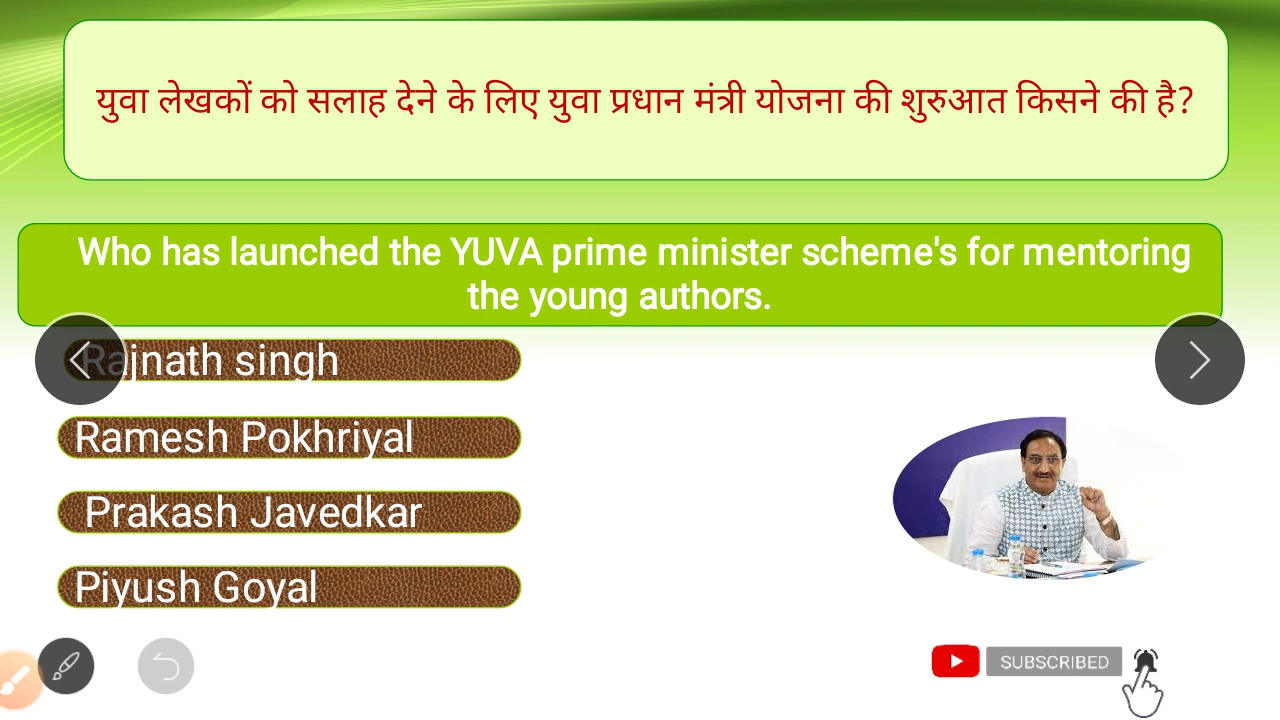 युवा लेखकों को सलाह देने के लिए युवा प्रधान मंत्री योजना की शुरुआत किसने की है?
Who has launched the YUVA prime minister scheme's for mentoring
the young authors.
Rajnath singh
Ramesh Pokhriyal
Prakash Javedkar
Piyush Goyal
SUBSCRIBED